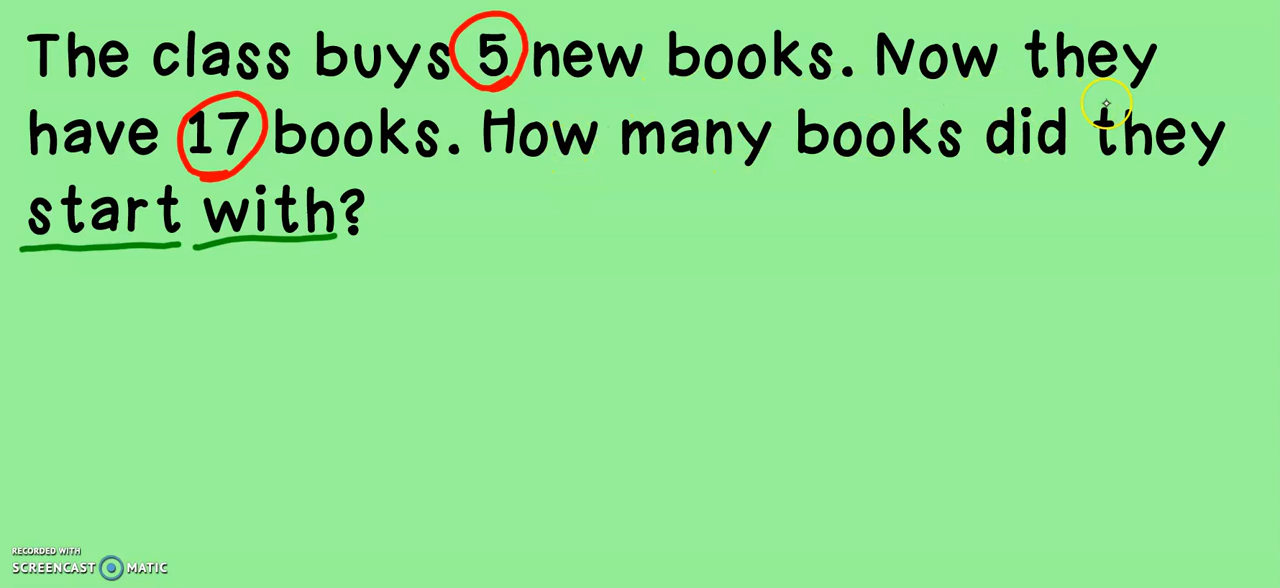 The class buys 5 new books. Now they
have 17 books. How many books did they
start with?
RECORDED WITH
SCREENCAST MATIC